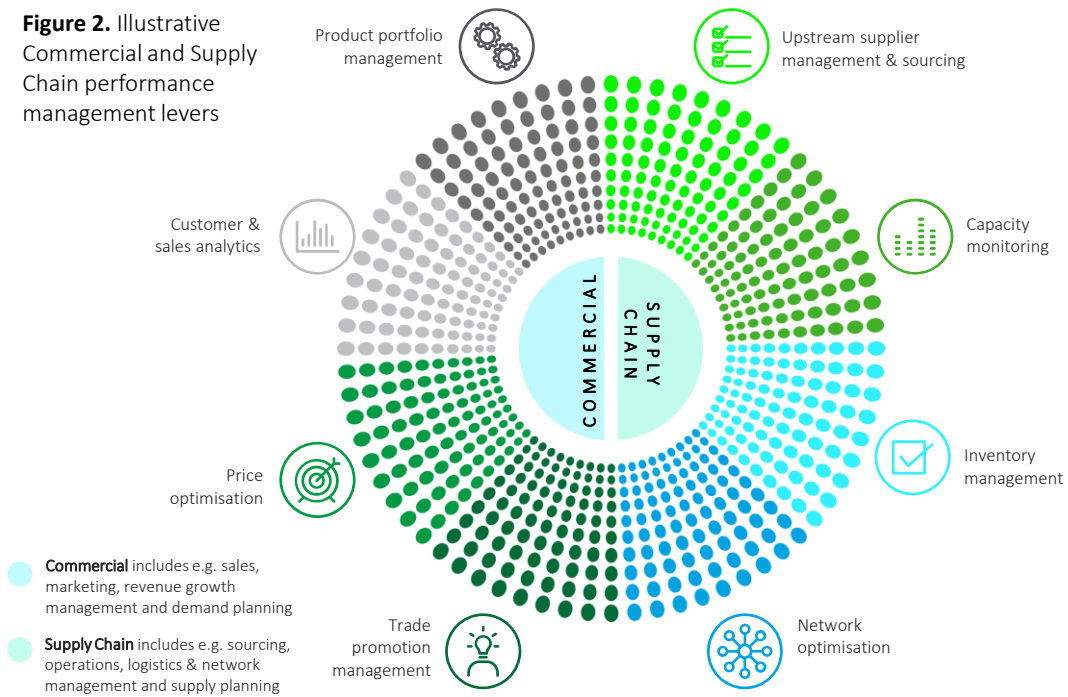 Figure 2. Illustrative
Commercial and Supply
Chain performance
management levers
Product portfolio
management
Upstream supplier
management & sourcing
Customer &
sales analytics
Capacity
monitoring
COMMERCIAL
SUPPLY
CHAIN
Price
optimisation
Inventory
management
Commercial includes e.g. sales,
marketing, revenue growth
management and demand planning
Supply Chain includes e.g. sourcing,
operations, logistics & network
management and supply planning
Trade
promotion
management
Network
optimisation